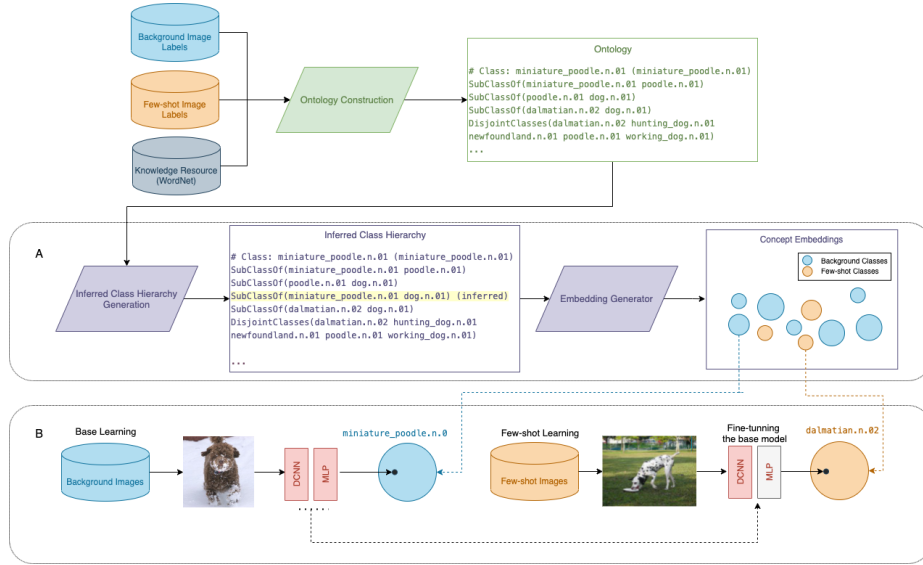 Background Image
Labels
Few-shot Image
Labels
Knowledge Resource
(WordNet)
Ontology Construction
Ontology
# Class: miniature_poodle.n.01 (miniature_poodle.n.01)
SubClassOf(miniature_poodle.n.01 poodle.n.01)
SubClassOf(poodle.n.01 dog.n.01)
SubClassOf(dalmatian.n.02 dog.n.01)
DisjointClasses(dalmatian.n.02 hunting_dog.n.01
newfoundland.n.01 poodle.n.01 working_dog.n.01)
...
A
Inferred Class Hierarchy
Generation
Inferred Class Hierarchy
# Class: miniature_poodle.n.01 (miniature_poodle.n.01)
SubClassOf(miniature_poodle.n.01 poodle.n.01)
SubClassOf(poodle.n.01 dog.n.01)
SubClassOf(miniature_poodle.n.01 dog.n.01) (inferred)
SubClassOf(dalmatian.n.02 dog.n.01)
DisjointClasses(dalmatian.n.02 hunting_dog.n.01
newfoundland.n.01 poodle.n.01 working_dog.n.01)
...
Embedding Generator
Concept Embeddings
Background Classes
Few-shot Classes
B
Base Learning
Background Images
DCNN
MLP
miniature_poodle.n.0
Few-shot Learning
Few-shot Images
Fine-tunning
the base model
DCNN
MLP
dalmatian.n.02